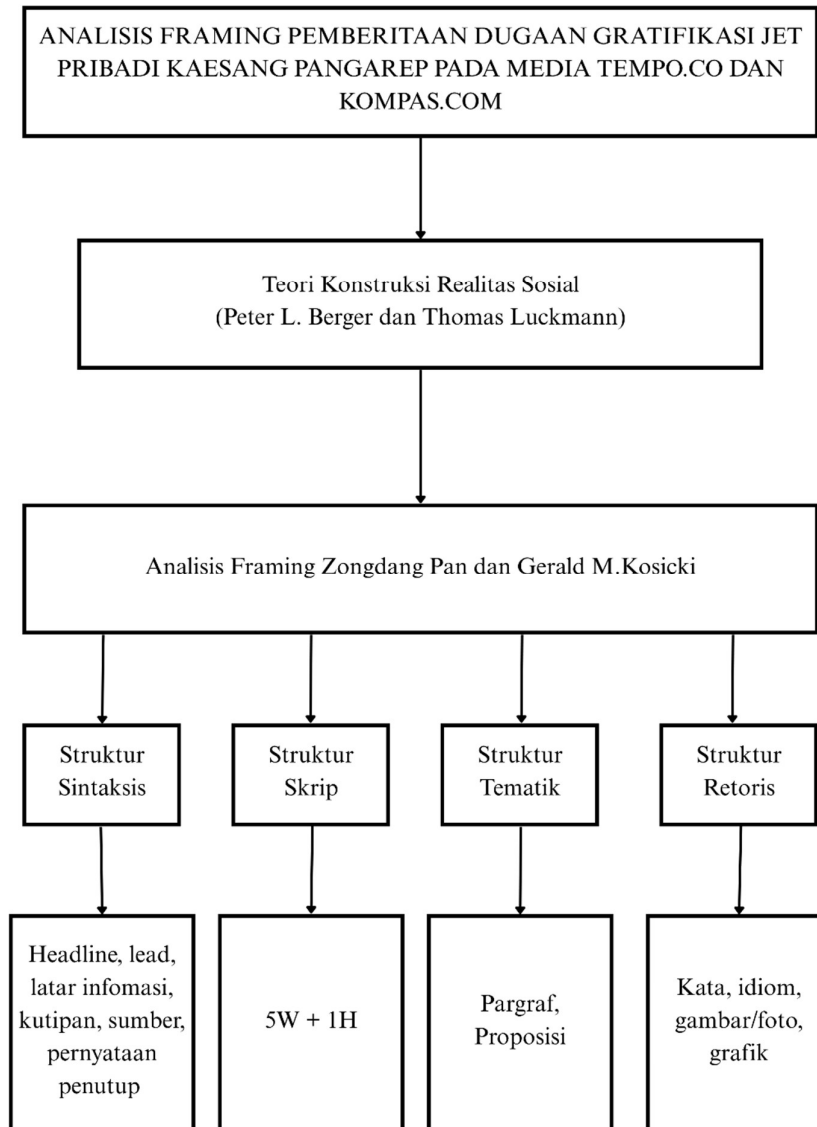 ANALISIS FRAMING PEMBERITAAN DUGAAN GRATIFIKASI JET
PRIBADI KAESANG PANGAREP PADA MEDIA TEMPO.CO DAN
KOMPAS.COM
Teori Konstruksi Realitas Sosial
(Peter L. Berger dan Thomas Luckmann)
Analisis Framing Zongdang Pan dan Gerald M.Kosicki
Struktur
Sintaksis
Struktur
Skrip
Struktur
Tematik
Struktur
Retoris
Headline, lead,
latar infomasi,
kutipan, sumber,
pernyataan
penutup
5W + 1H
Pargraf,
Proposisi
Kata, idiom,
gambar/foto,
grafik